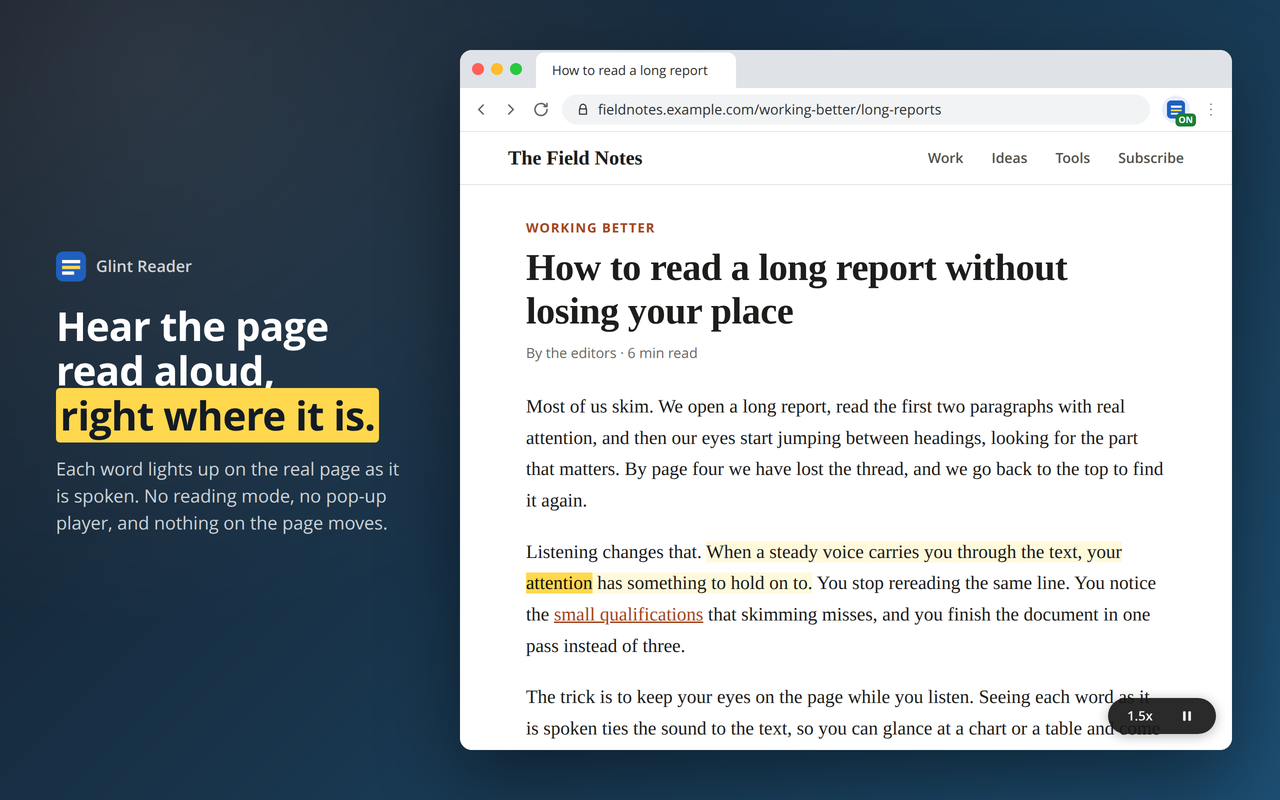 Glint Reader
Hear the page
read aloud,
right where it is.
Each word lights up on the real page as it
is spoken. No reading mode, no pop-up
player, and nothing on the page moves.
How to read a long report
fieldnotes.example.com/working-better/long-reports
ON
The Field Notes
Work Ideas Tools Subscribe
WORKING BETTER
How to read a long report without
losing your place
By the editors · 6 min read
Most of us skim. We open a long report, read the first two paragraphs with real
attention, and then our eyes start jumping between headings, looking for the part
that matters. By page four we have lost the thread, and we go back to the top to find
it again.
Listening changes that. When a steady voice carries you through the text, your
attention has something to hold on to. You stop rereading the same line. You notice
the small qualifications that skimming misses, and you finish the document in one
pass instead of three.
The trick is to keep your eyes on the page while you listen. Seeing each word as it
is spoken ties the sound to the text, so you can glance at a chart or a table and come
1.5x